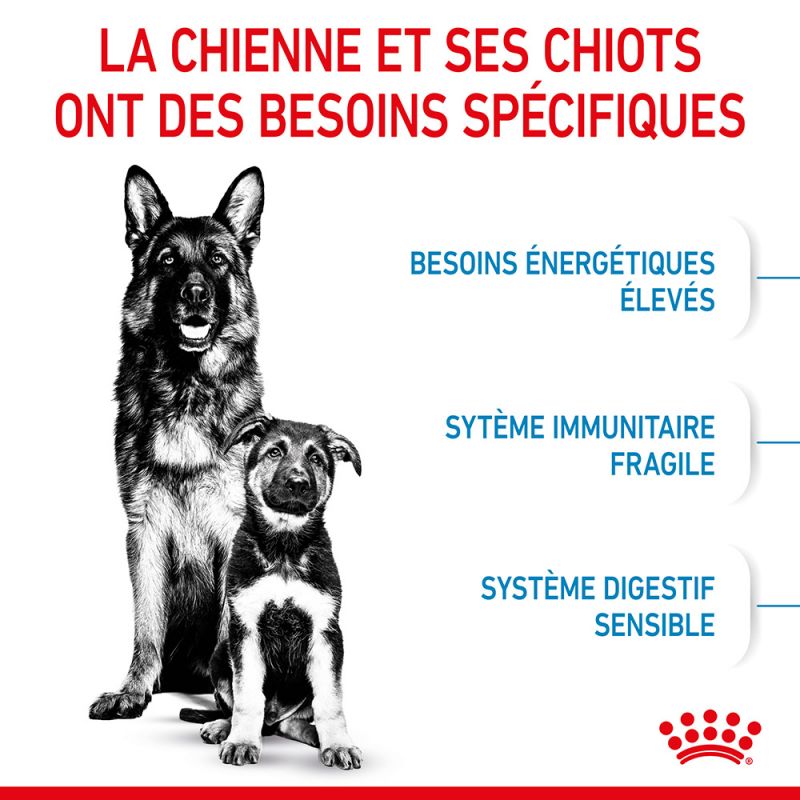 LA CHIENNE ET SES CHIOTS
ONT DES BESOINS SPÉCIFIQUES
BESOINS ÉNERGÉTIQUES
ÉLEVÉS
SYTÈME IMMUNITAIRE
FRAGILE
SYSTÈME DIGESTIF
SENSIBLE
®